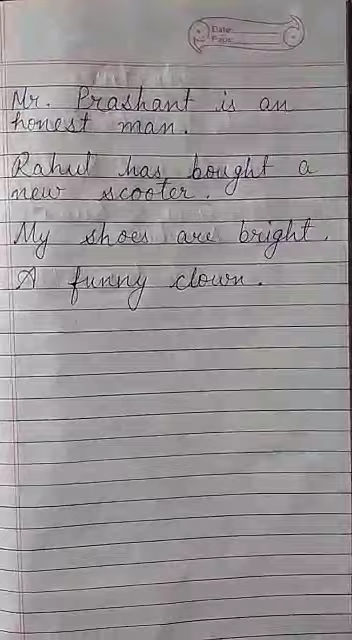 Date
Page
Mr. Prashant is an
honest man.
Rahul has bought a
new scooter.
My shoes are bright.
A funny clown.